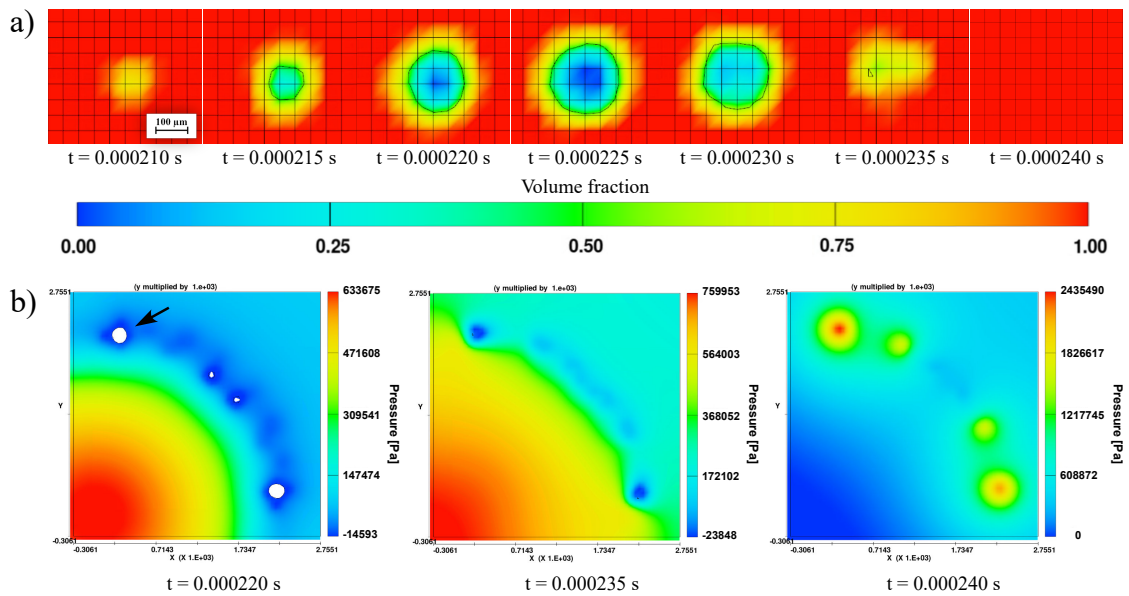 a)
100 µm
t = 0.000210 s
t = 0.000215 s
t = 0.000220 s
t = 0.000225 s
t = 0.000230 s
t = 0.000235 s
t = 0.000240 s
Volume fraction
0.00
0.25
0.50
0.75
1.00
b)
(y multiplied by 1.e+03)
2.7551
Y
-0.3061
-0.3061
0.7143
1.7347
2.7551
X (X 1.E+03)
633675
471608
309541
147474
-14593
Pressure [Pa]
t = 0.000220 s
(y multiplied by 1.e+03)
2.7551
Y
-0.3061
-0.3061
0.7143
1.7347
2.7551
X (X 1.E+03)
759953
564003
368052
172102
-23848
Pressure [Pa]
t = 0.000235 s
(y multiplied by 1.e+03)
2.7551
Y
-0.3061
-0.3061
0.7143
1.7347
2.7551
X (X 1.E+03)
2435490
1826617
1217745
608872
0
Pressure [Pa]
t = 0.000240 s